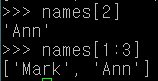 >>> names[2]
'Ann'
>>> names[1:3]
['Mark', 'Ann']